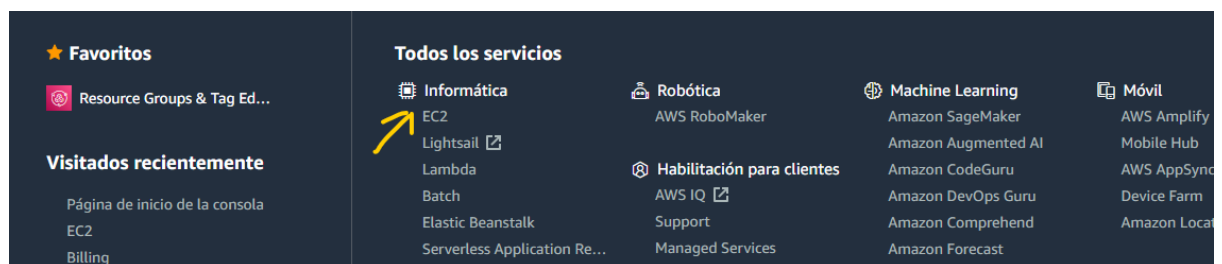 Favoritos
Resource Groups & Tag Ed...
Visitados recientemente
Página de inicio de la consola
EC2
Billing
Todos los servicios
Informática
EC2
Lightsail
Lambda
Batch
Elastic Beanstalk
Serverless Application Re...
Robótica
AWS RoboMaker
Habilitación para clientes
AWS IQ
Support
Managed Services
Machine Learning
Amazon SageMaker
Amazon Augmented AI
Amazon CodeGuru
Amazon DevOps Guru
Amazon Comprehend
Amazon Forecast
Móvil
AWS Amplify
Mobile Hub
AWS AppSync
Device Farm
Amazon Locat